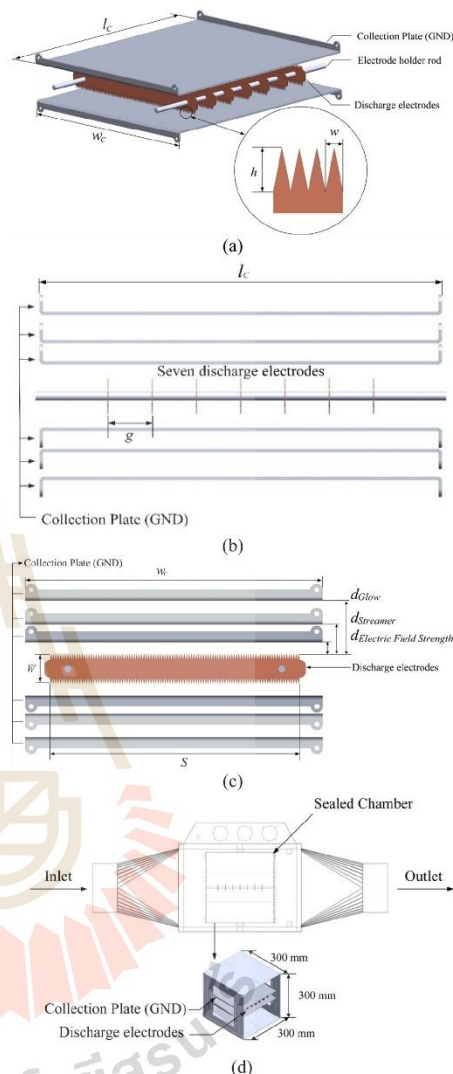 l_C
Collection Plate (GND)
Electrode holder rod
Discharge electrodes
w_C
w
h
(a)
l_C
Seven discharge electrodes
g
Collection Plate (GND)
(b)
Collection Plate (GND)
d_Glow
d_Streamer
d_Electric Field Strength
W
Discharge electrodes
S
(c)
Sealed Chamber
Inlet
Outlet
300 mm
300 mm
Collection Plate (GND)
Discharge electrodes
300 mm
(d)